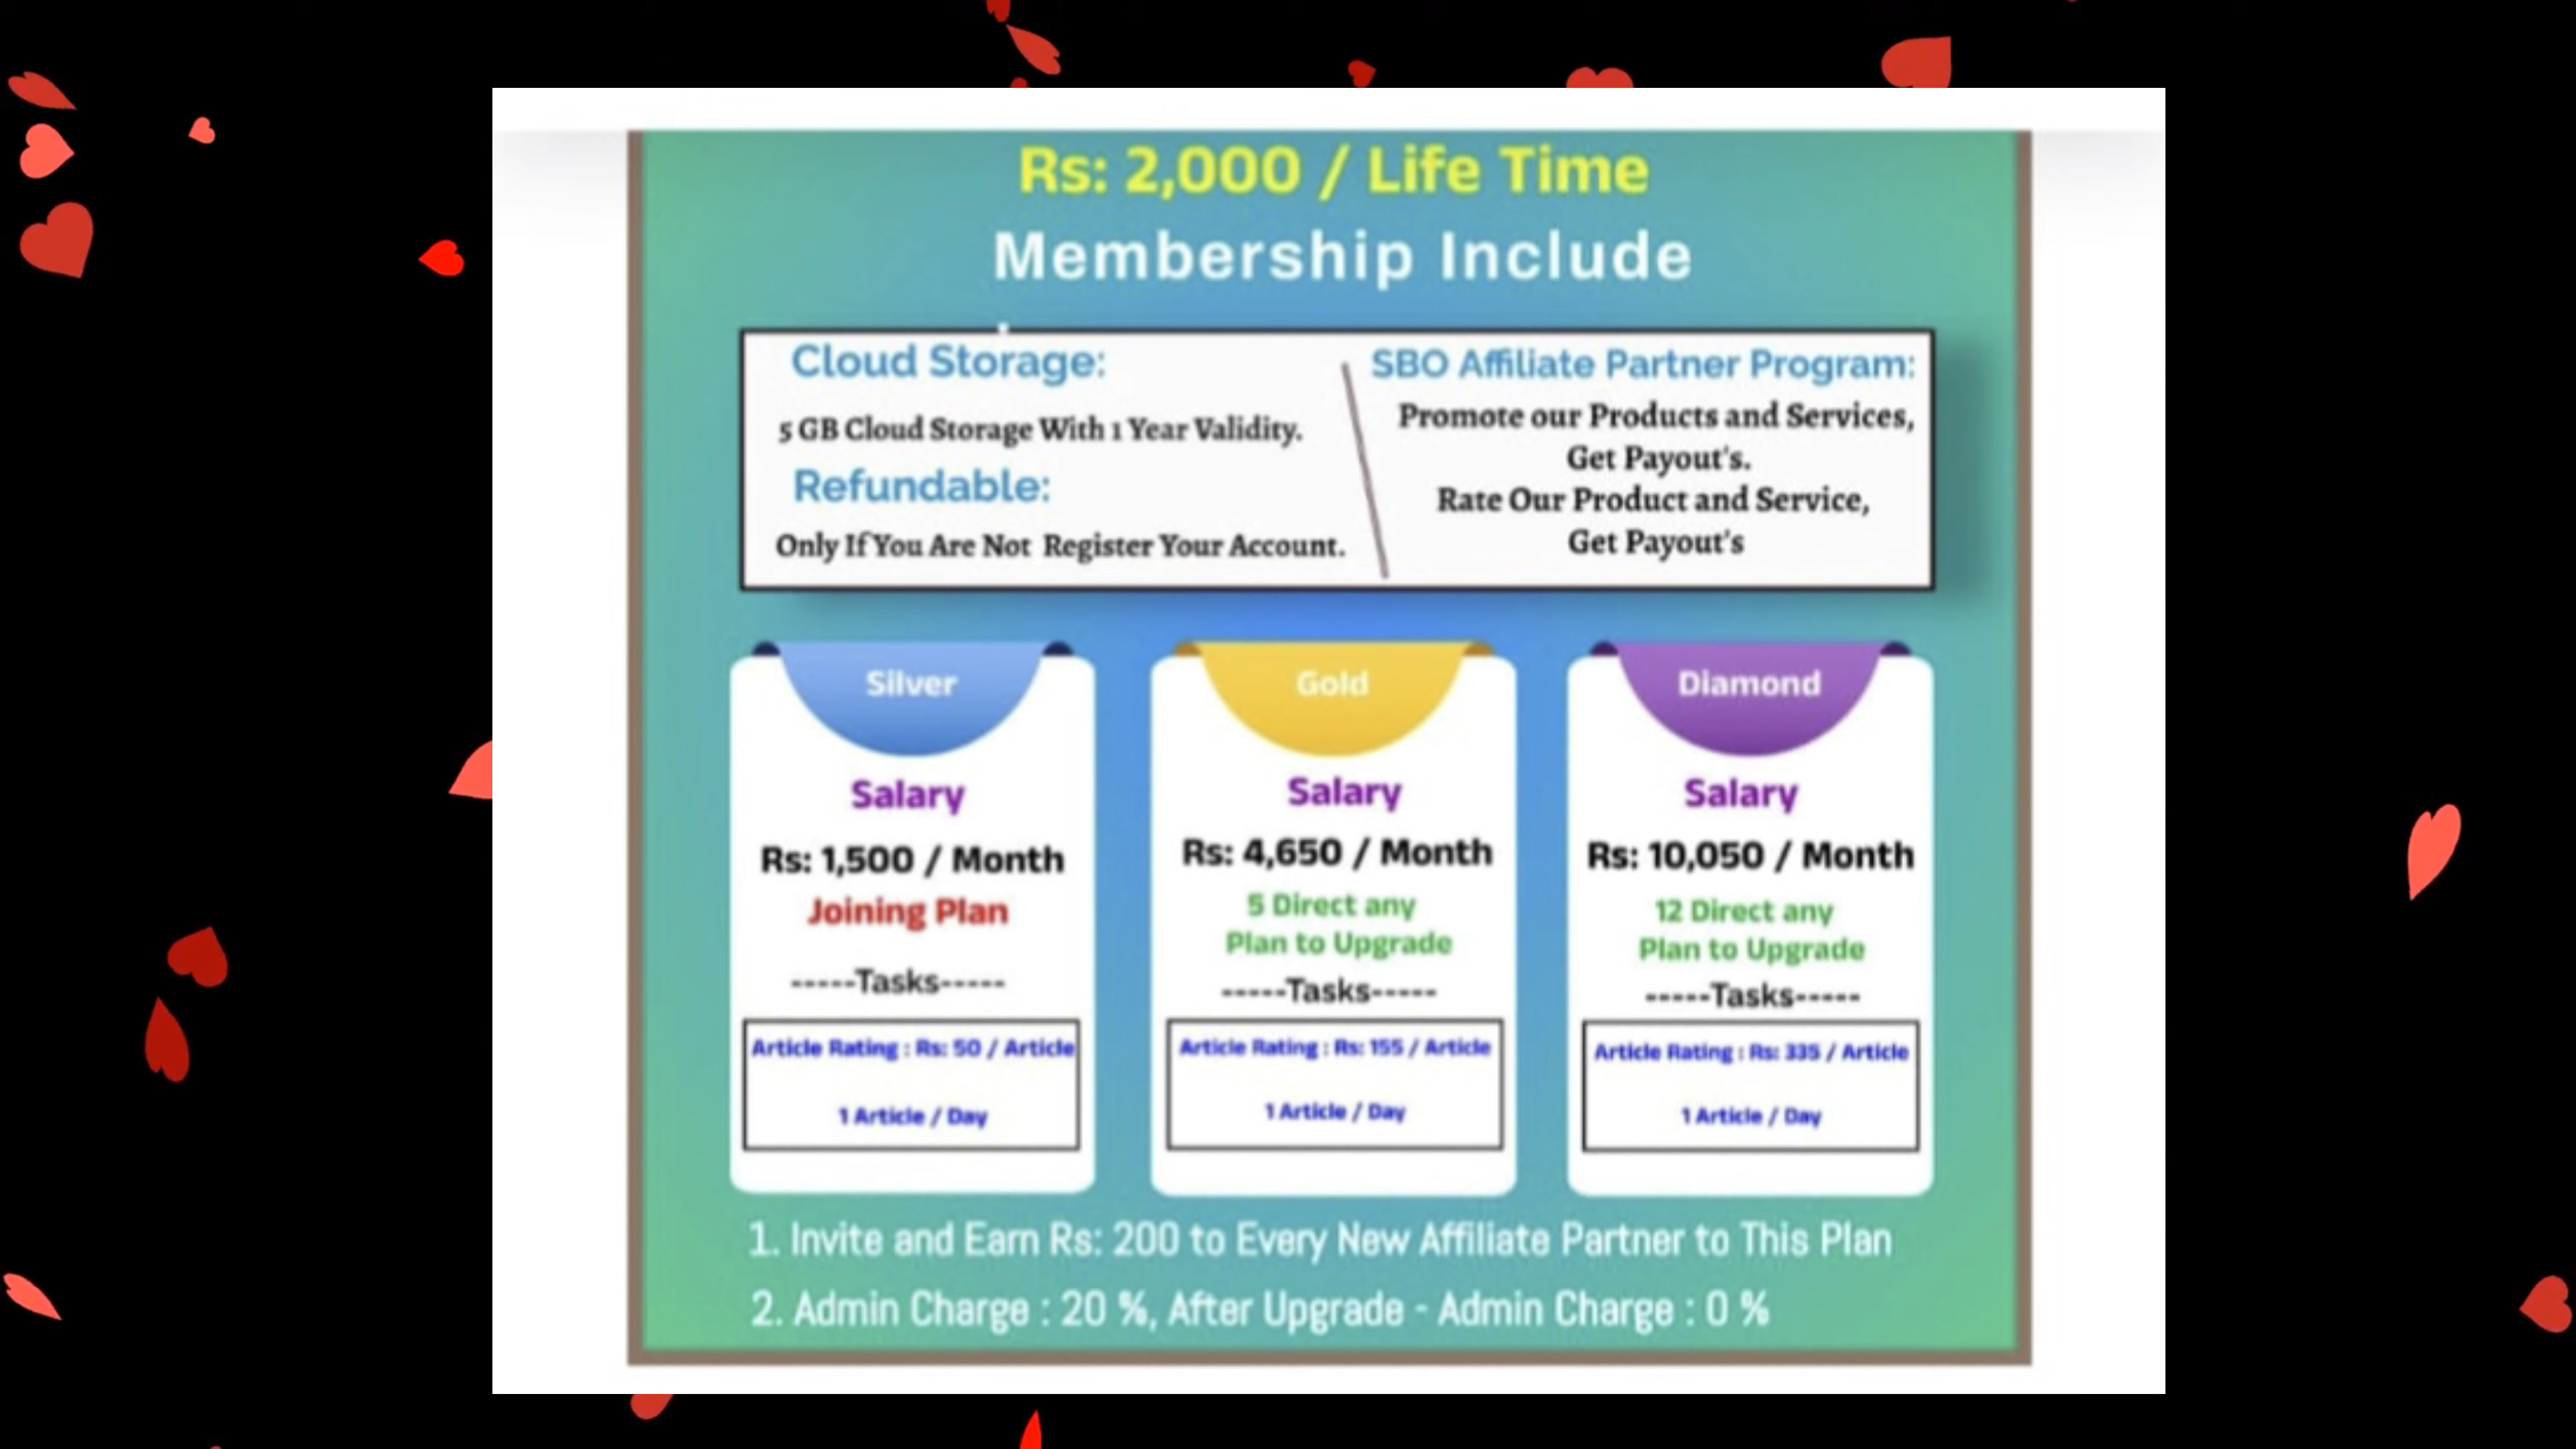 Rs: 2,000 / Life Time
Membership Include
Cloud Storage:
5 GB Cloud Storage With 1 Year Validity.
Refundable:
Only If You Are Not Register Your Account.
SBO Affiliate Partner Program:
Promote our Products and Services,
Get Payout's.
Rate Our Product and Service,
Get Payout's
Silver
Salary
Rs: 1,500 / Month
Joining Plan
-----Tasks-----
Article Rating : Rs: 50 / Article
1 Article / Day
Gold
Salary
Rs: 4,650 / Month
5 Direct any
Plan to Upgrade
-----Tasks-----
Article Rating : Rs: 155 / Article
1 Article / Day
Diamond
Salary
Rs: 10,050 / Month
12 Direct any
Plan to Upgrade
-----Tasks-----
Article Rating : Rs: 335 / Article
1 Article / Day
1. Invite and Earn Rs: 200 to Every New Affiliate Partner to This Plan
2. Admin Charge : 20 %, After Upgrade - Admin Charge : 0 %